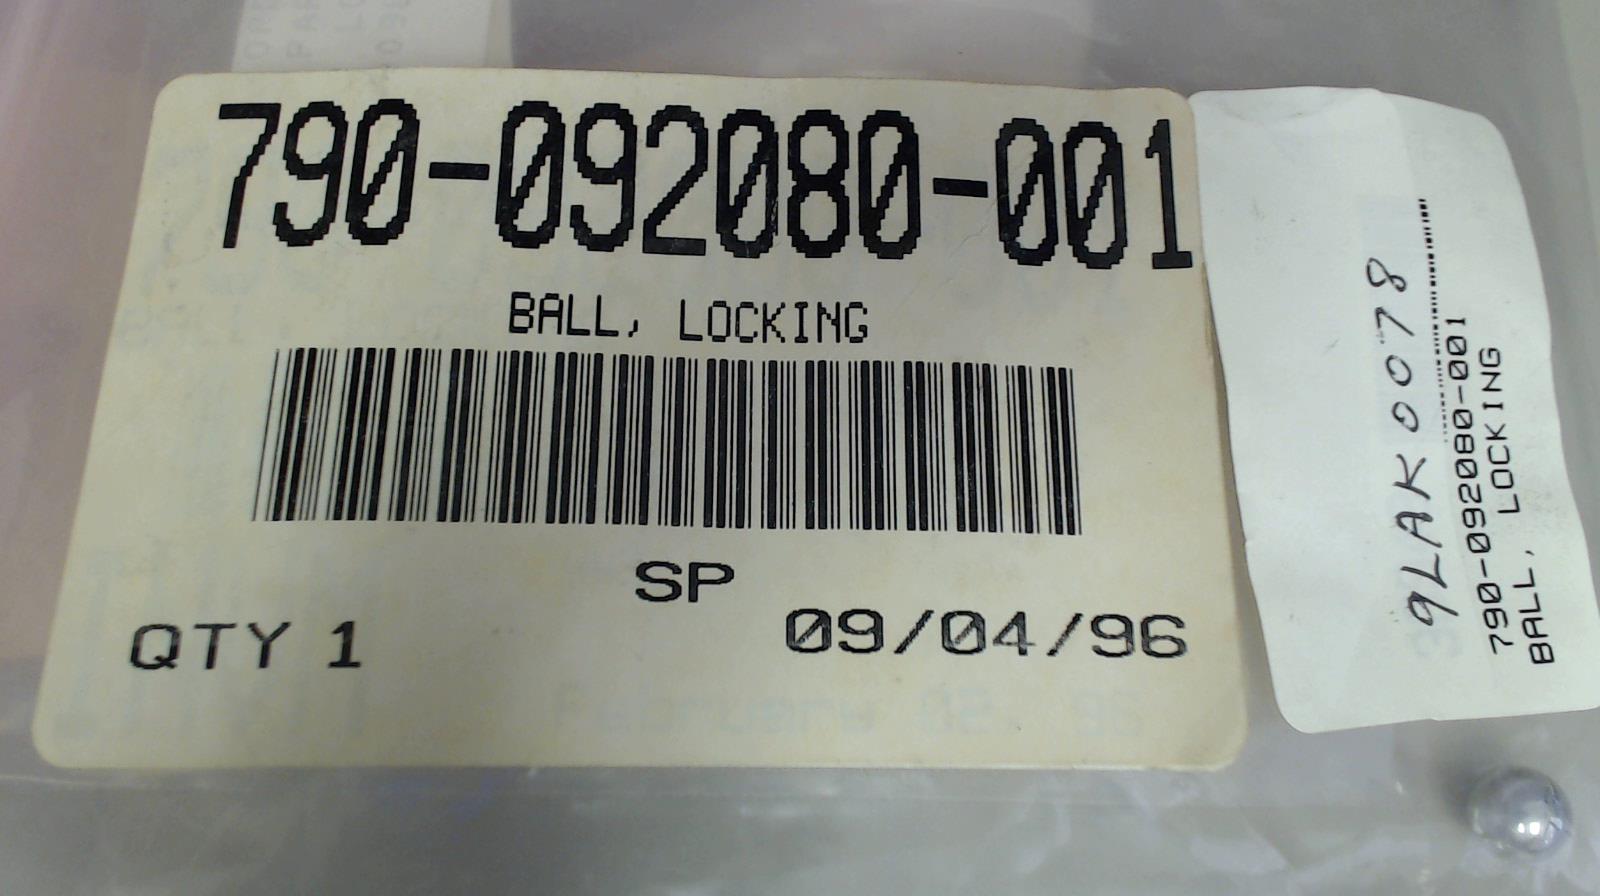 790-092080-001
BALL, LOCKING
SP
QTY 1
09/04/96
9LAK0078
790-092080-001
BALL, LOCKING